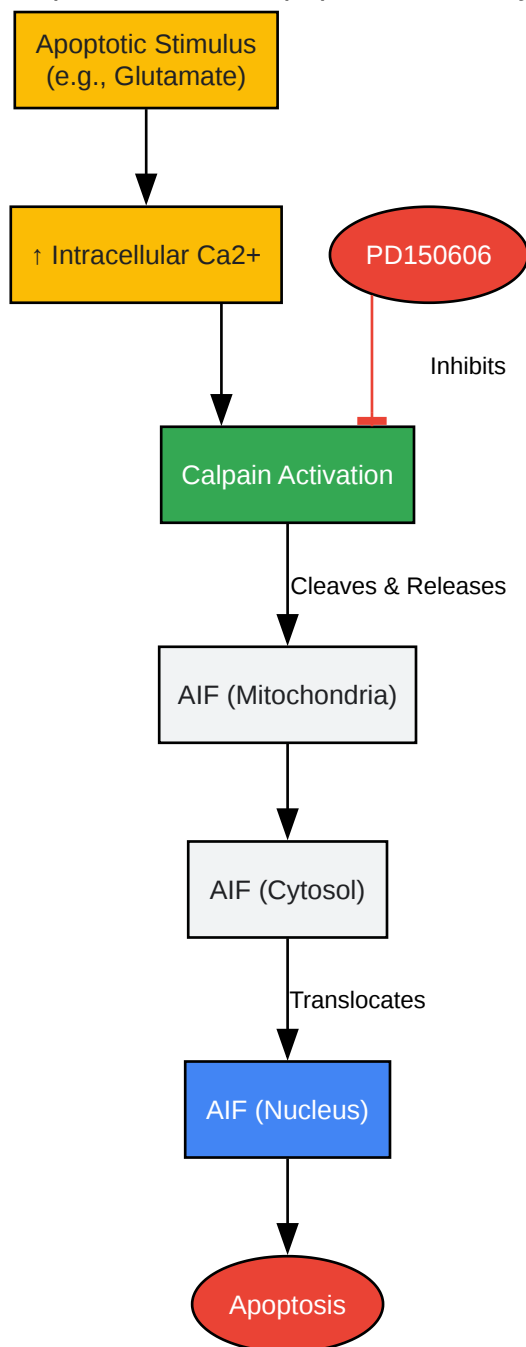 Apoptotic Stimulus
(e.g., Glutamate)
↑ Intracellular Ca2+
PD150606
Inhibits
Calpain Activation
Cleaves & Releases
AIF (Mitochondria)
AIF (Cytosol)
Translocates
AIF (Nucleus)
Apoptosis